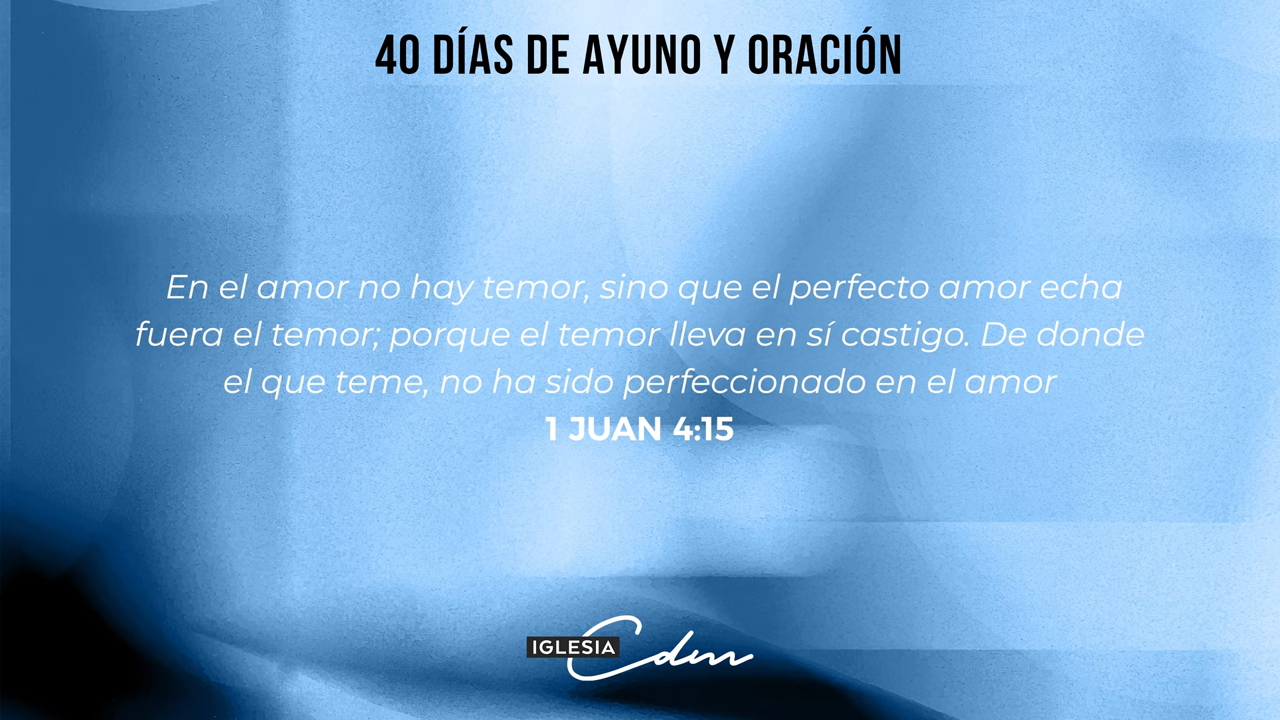 40 DÍAS DE AYUNO Y ORACIÓN
En el amor no hay temor, sino que el perfecto amor echa
fuera el temor; porque el temor lleva en sí castigo. De donde
el que teme, no ha sido perfeccionado en el amor
1 JUAN 4:15
IGLESIA Cdm